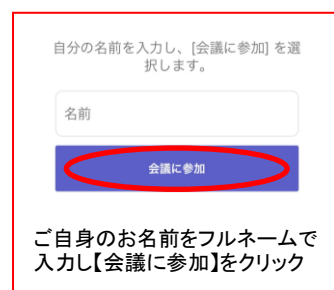 自分の名前を入力し、[会議に参加] を選
択します。
名前
会議に参加
ご自身のお名前をフルネームで
入力し【会議に参加】をクリック